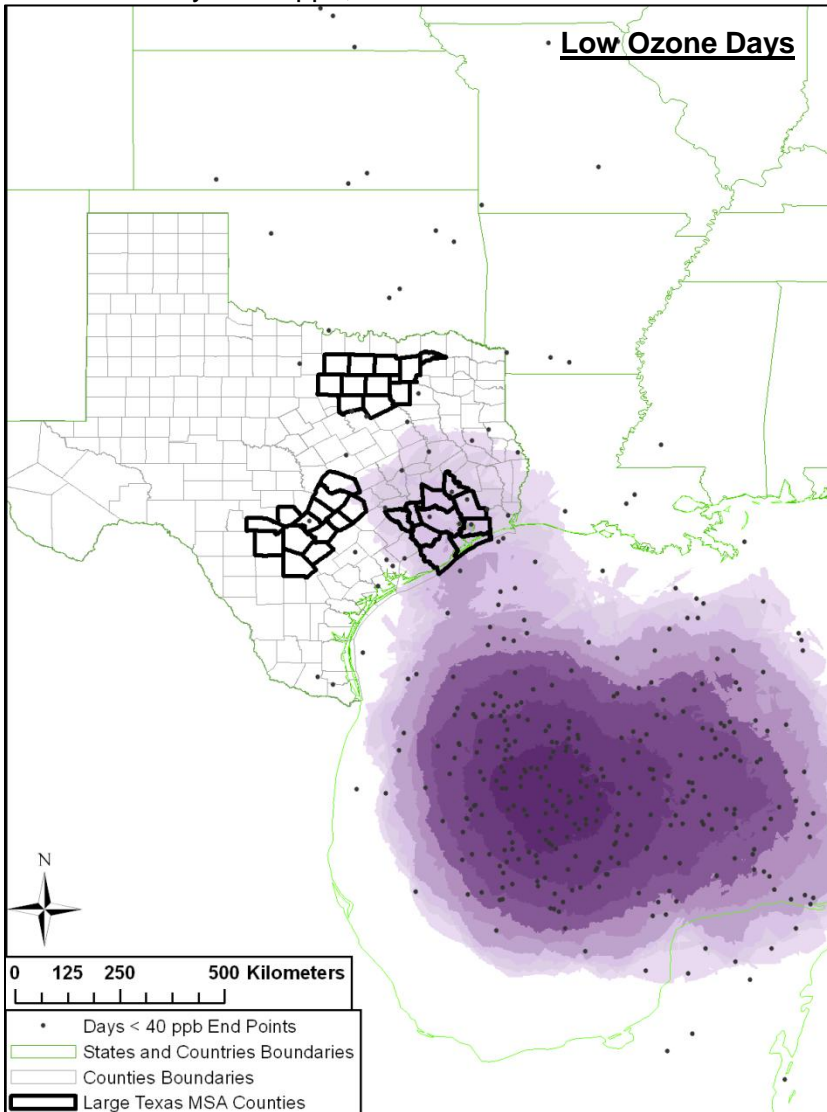 Low Ozone Days
N
0 125 250 500 Kilometers
Days < 40 ppb End Points
States and Countries Boundaries
Counties Boundaries
Large Texas MSA Counties